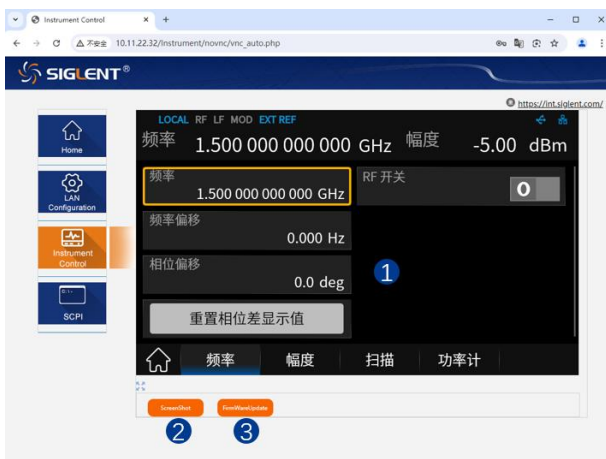 Instrument Control
不安全 10.11.22.32/Instrument/novnc/vnc_auto.php
SIGLENT®
https://int.siglent.com/
Home
LAN
Configuration
Instrument
Control
SCPI
LOCAL RF LF MOD EXT REF
频率 1.500 000 000 000 GHz 幅度 -5.00 dBm
频率
1.500 000 000 000 GHz
RF 开关
0
频率偏移
0.000 Hz
相位偏移
0.0 deg
1
重置相位差显示值
频率 幅度 扫描 功率计
ScreenShot FirmWareUpdate
2 3